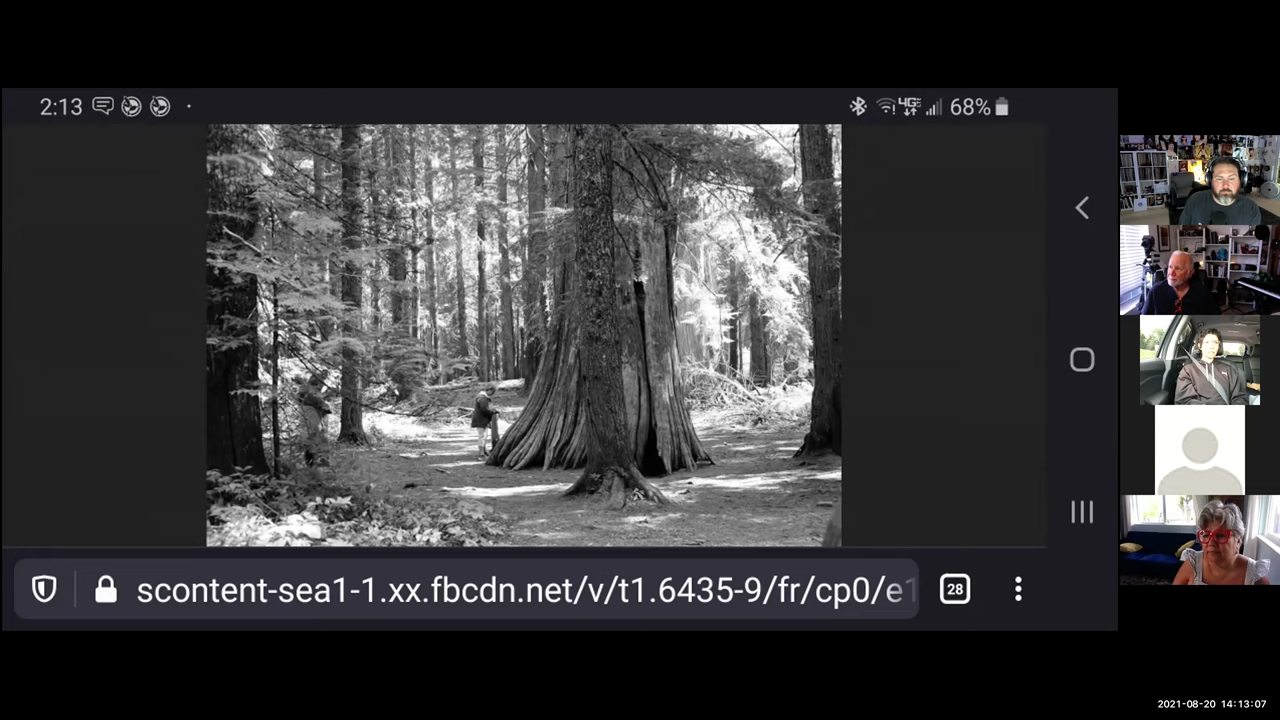 2:13
4G
68%
scontent-sea1-1.xx.fbcdn.net/v/t1.6435-9/fr/cp0/e1
28
2021-08-20 14:13:07